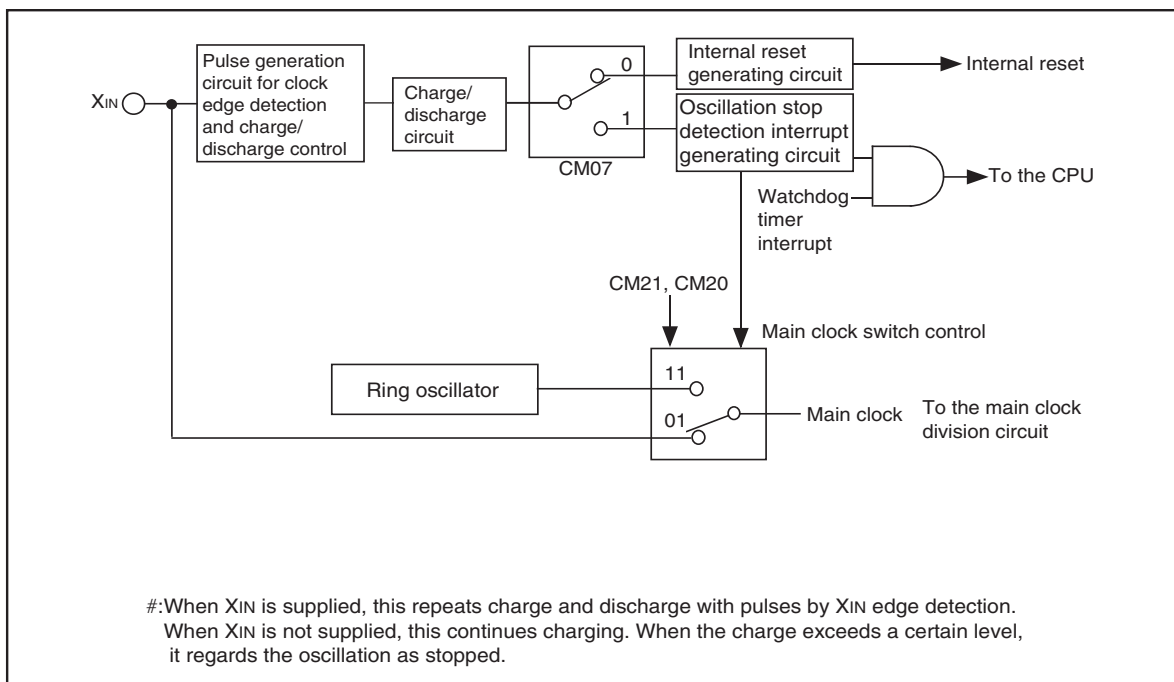 XIN
Pulse generation
circuit for clock
edge detection
and charge/
discharge control
Charge/
discharge
circuit
0
1
CM07
Internal reset
generating circuit
Internal reset
Oscillation stop
detection interrupt
generating circuit
Watchdog
timer
interrupt
To the CPU
CM21, CM20
Main clock switch control
Ring oscillator
11
01
Main clock
To the main clock
division circuit
#:When XIN is supplied, this repeats charge and discharge with pulses by XIN edge detection.
When XIN is not supplied, this continues charging. When the charge exceeds a certain level,
it regards the oscillation as stopped.